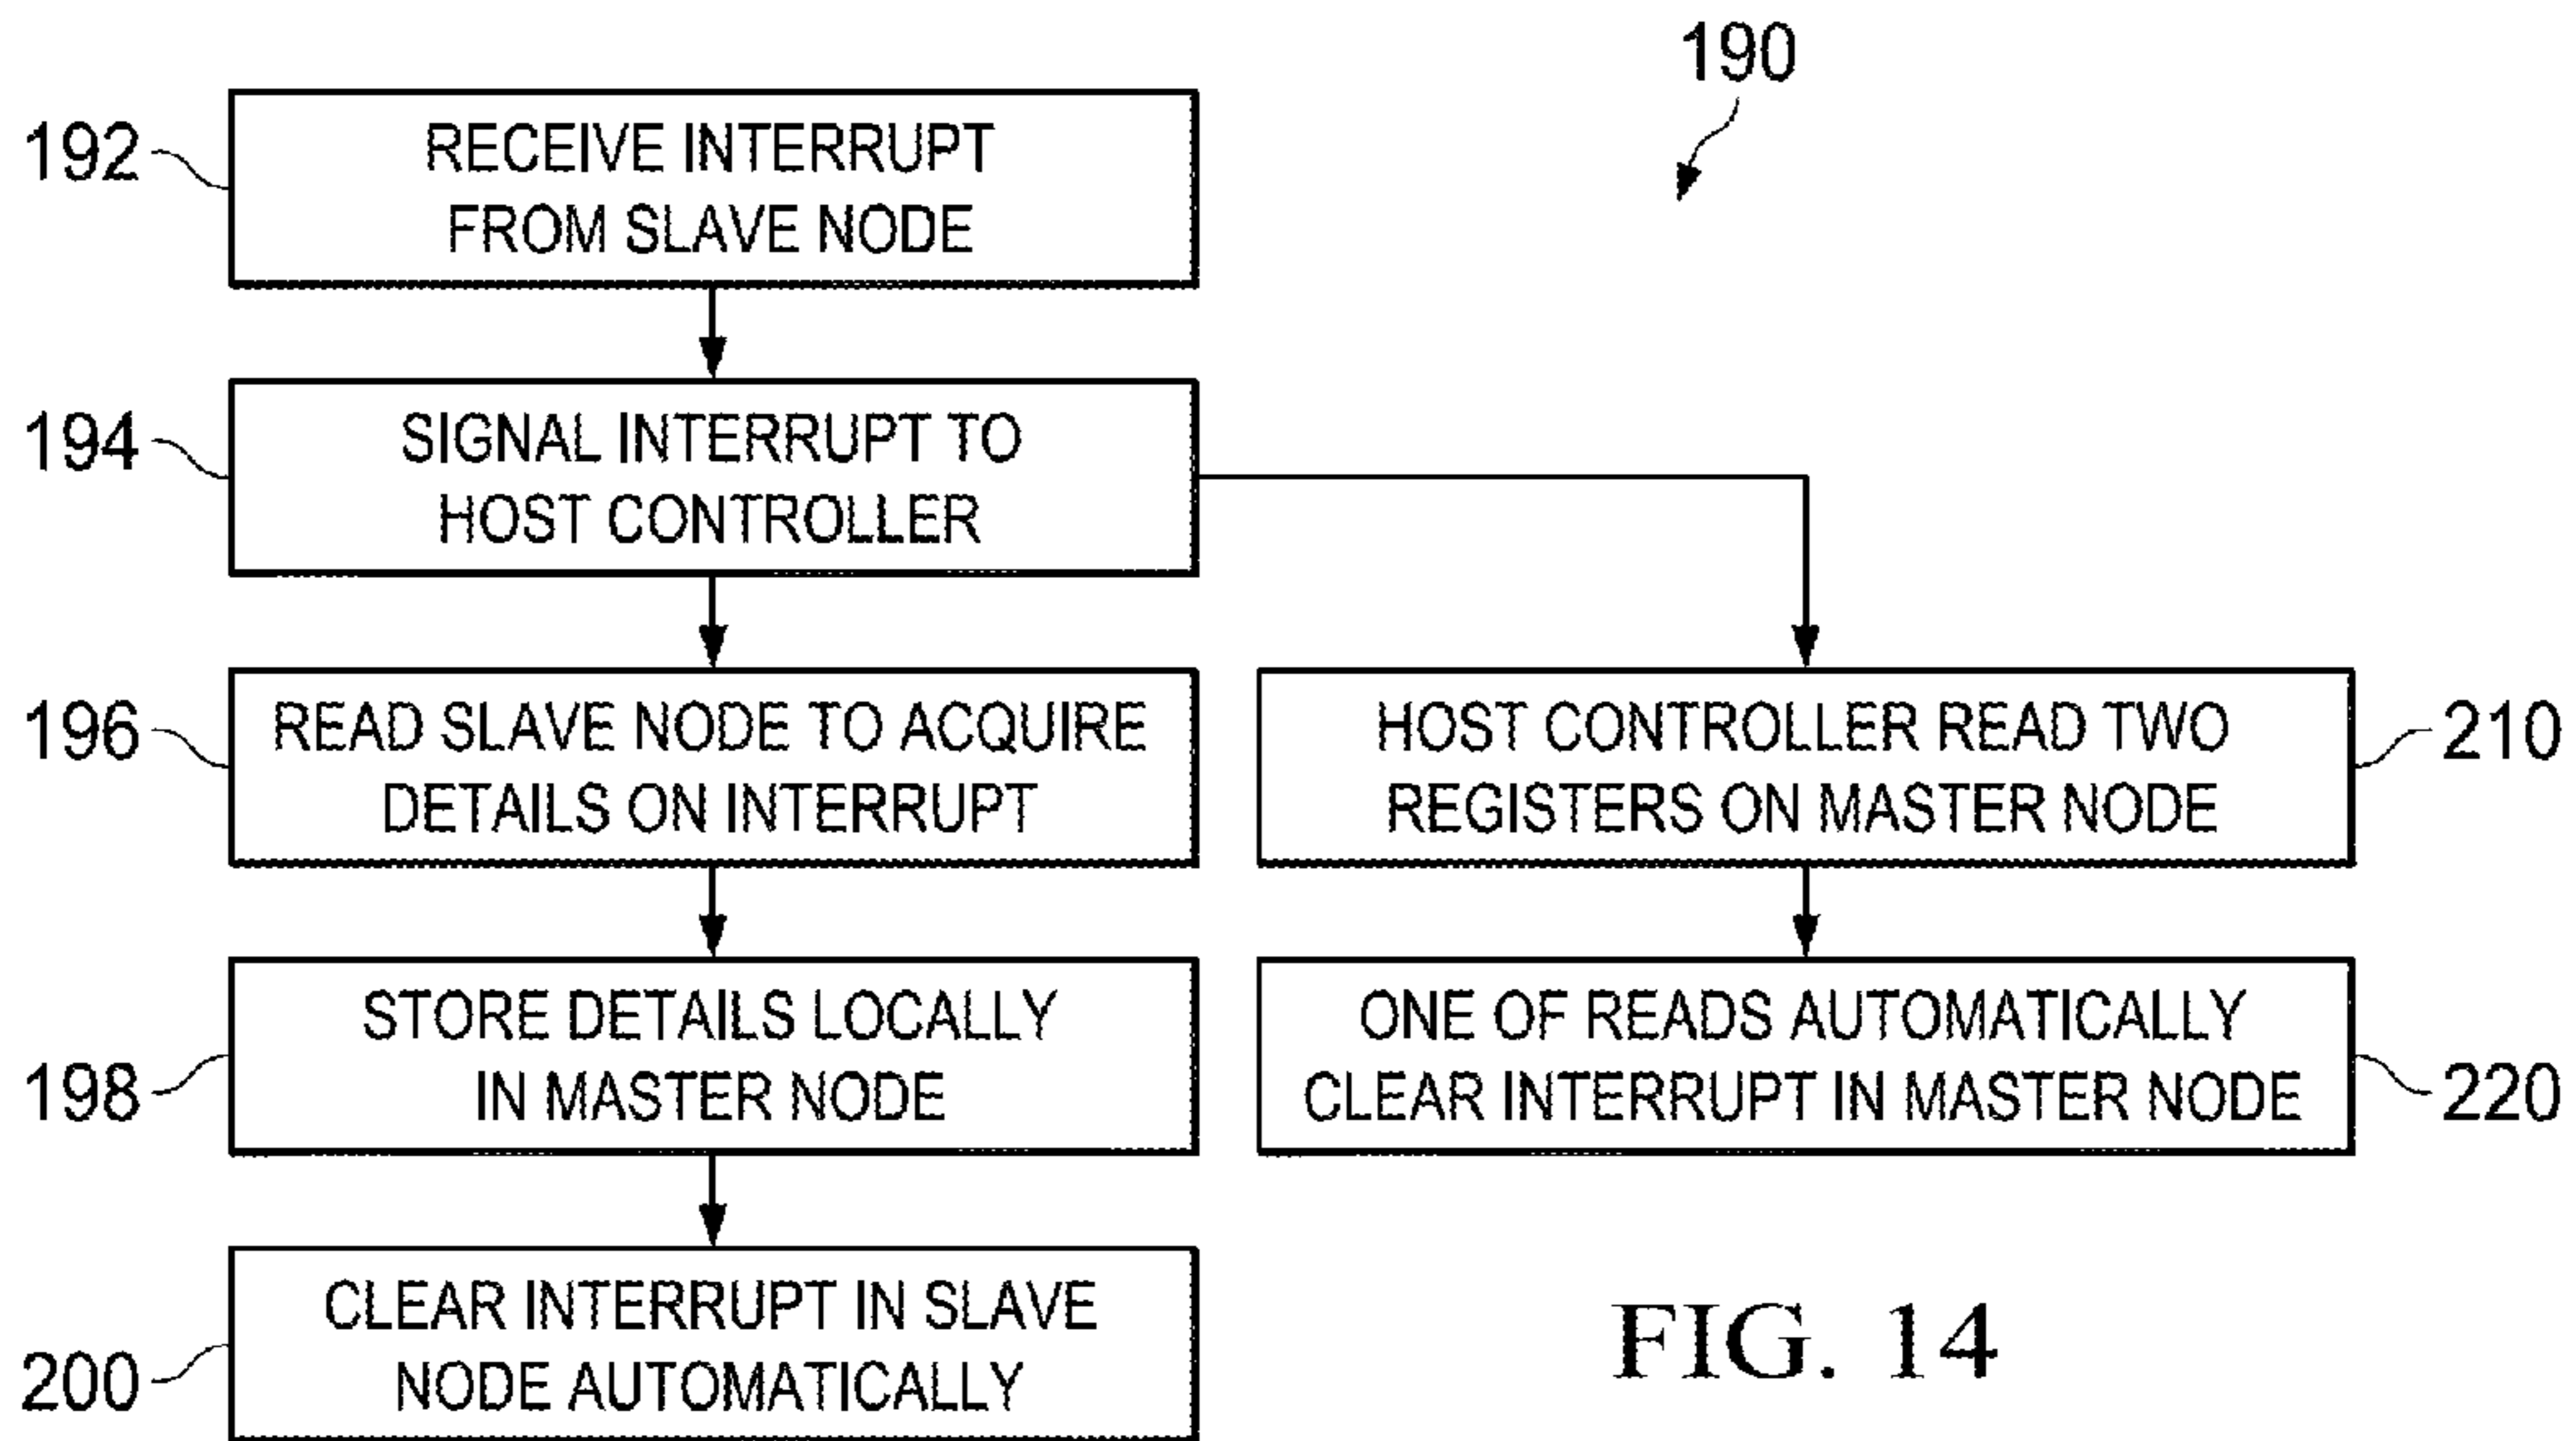 190
192
RECEIVE INTERRUPT
FROM SLAVE NODE
194
SIGNAL INTERRUPT TO
HOST CONTROLLER
196
READ SLAVE NODE TO ACQUIRE
DETAILS ON INTERRUPT
HOST CONTROLLER READ TWO
REGISTERS ON MASTER NODE
210
198
STORE DETAILS LOCALLY
IN MASTER NODE
ONE OF READS AUTOMATICALLY
CLEAR INTERRUPT IN MASTER NODE
220
200
CLEAR INTERRUPT IN SLAVE
NODE AUTOMATICALLY
FIG. 14